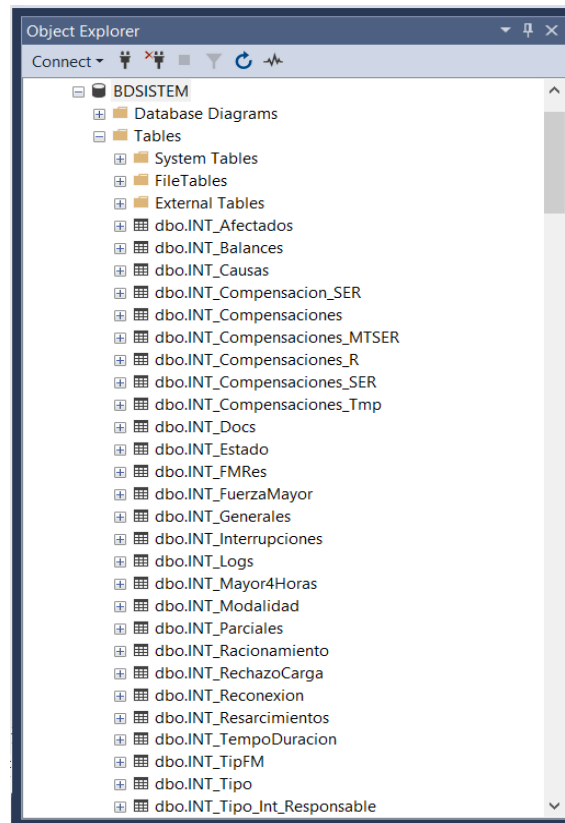 Object Explorer
Connect
BDSISTEM
Database Diagrams
Tables
System Tables
FileTables
External Tables
dbo.INT_Afectados
dbo.INT_Balances
dbo.INT_Causas
dbo.INT_Compensacion_SER
dbo.INT_Compensaciones
dbo.INT_Compensaciones_MTSER
dbo.INT_Compensaciones_R
dbo.INT_Compensaciones_SER
dbo.INT_Compensaciones_Tmp
dbo.INT_Docs
dbo.INT_Estado
dbo.INT_FMRes
dbo.INT_FuerzaMayor
dbo.INT_Generales
dbo.INT_Interrupciones
dbo.INT_Logs
dbo.INT_Mayor4Horas
dbo.INT_Modalidad
dbo.INT_Parciales
dbo.INT_Racionamiento
dbo.INT_RechazoCarga
dbo.INT_Reconexion
dbo.INT_Resarcimientos
dbo.INT_TempoDuracion
dbo.INT_TipFM
dbo.INT_Tipo
dbo.INT_Tipo_Int_Responsable